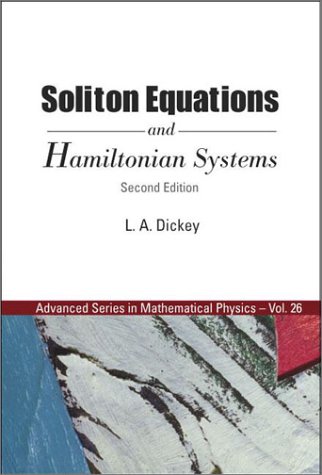 Soliton Equations
and
Hamiltonian Systems
Second Edition
L. A. Dickey
Advanced Series in Mathematical Physics – Vol. 26